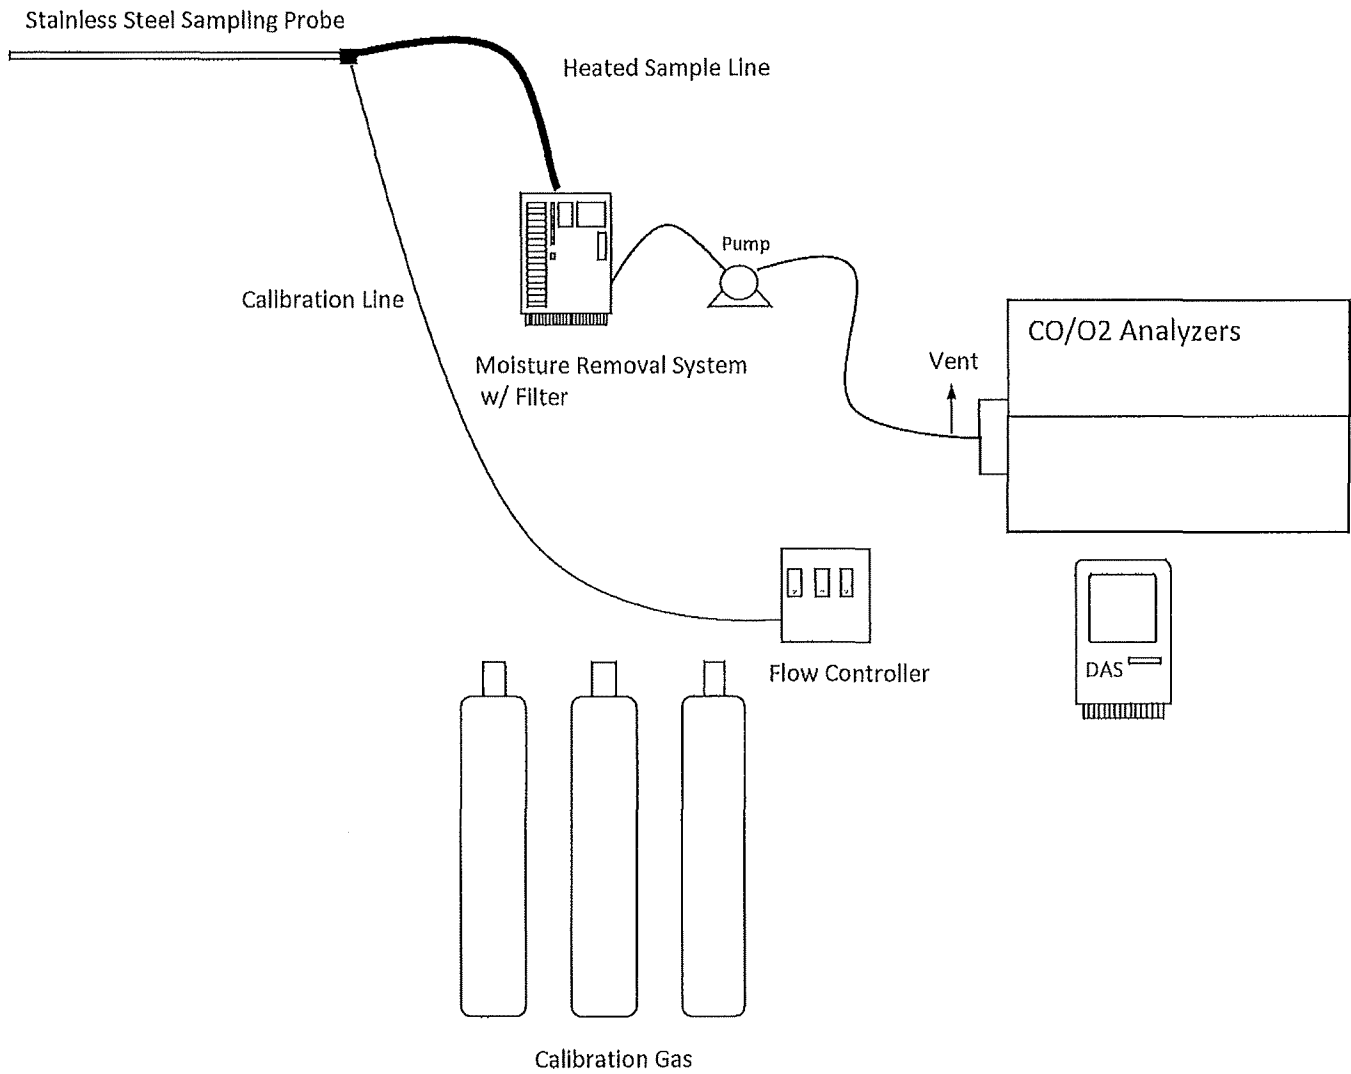 Stainless Steel Sampling Probe
Heated Sample Line
Pump
Calibration Line
CO/O2 Analyzers
Vent
Moisture Removal System
w/ Filter
Flow Controller
DAS
Calibration Gas